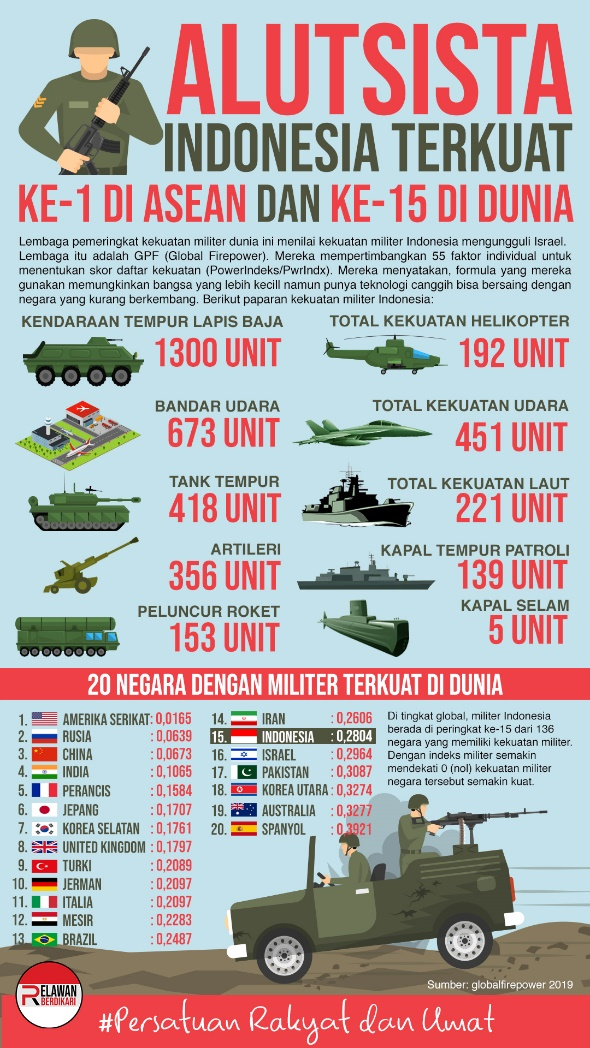 ALUTSISTA
INDONESIA TERKUAT
KE-1 DI ASEAN DAN KE-15 DI DUNIA
Lembaga pemeringkat kekuatan militer dunia ini menilai kekuatan militer Indonesia mengungguli Israel.
Lembaga itu adalah GPF (Global Firepower). Mereka mempertimbangkan 55 faktor individual untuk
menentukan skor daftar kekuatan (PowerIndeks/PwrIndx). Mereka menyatakan, formula yang mereka
gunakan memungkinkan bangsa yang lebih kecill namun punya teknologi canggih bisa bersaing dengan
negara yang kurang berkembang. Berikut paparan kekuatan militer Indonesia:
KENDARAAN TEMPUR LAPIS BAJA
1300 UNIT
TOTAL KEKUATAN HELIKOPTER
192 UNIT
BANDAR UDARA
673 UNIT
TOTAL KEKUATAN UDARA
451 UNIT
TANK TEMPUR
418 UNIT
TOTAL KEKUATAN LAUT
221 UNIT
ARTILERI
356 UNIT
KAPAL TEMPUR PATROLI
139 UNIT
PELUNCUR ROKET
153 UNIT
KAPAL SELAM
5 UNIT
20 NEGARA DENGAN MILITER TERKUAT DI DUNIA
1. AMERIKA SERIKAT: 0,0165
2. RUSIA : 0,0639
3. CHINA : 0,0673
4. INDIA : 0,1065
5. PERANCIS : 0,1584
6. JEPANG : 0,1707
7. KOREA SELATAN : 0,1761
8. UNITED KINGDOM : 0,1797
9. TURKI : 0,2089
10. JERMAN : 0,2097
11. ITALIA : 0,2097
12. MESIR : 0,2283
13. BRAZIL : 0,2487
14. IRAN : 0,2606
15. INDONESIA : 0,2804
16. ISRAEL : 0,2964
17. PAKISTAN : 0,3087
18. KOREA UTARA : 0,3274
19. AUSTRALIA : 0,3277
20. SPANYOL : 0,3921
Di tingkat global, militer Indonesia
berada di peringkat ke-15 dari 136
negara yang memiliki kekuatan militer.
Dengan indeks militer semakin
mendekati 0 (nol) kekuatan militer
negara tersebut semakin kuat.
Sumber: globalfirepower 2019
RELAWAN
BERDIKARI
#Persatuan Rakyat dan Umat